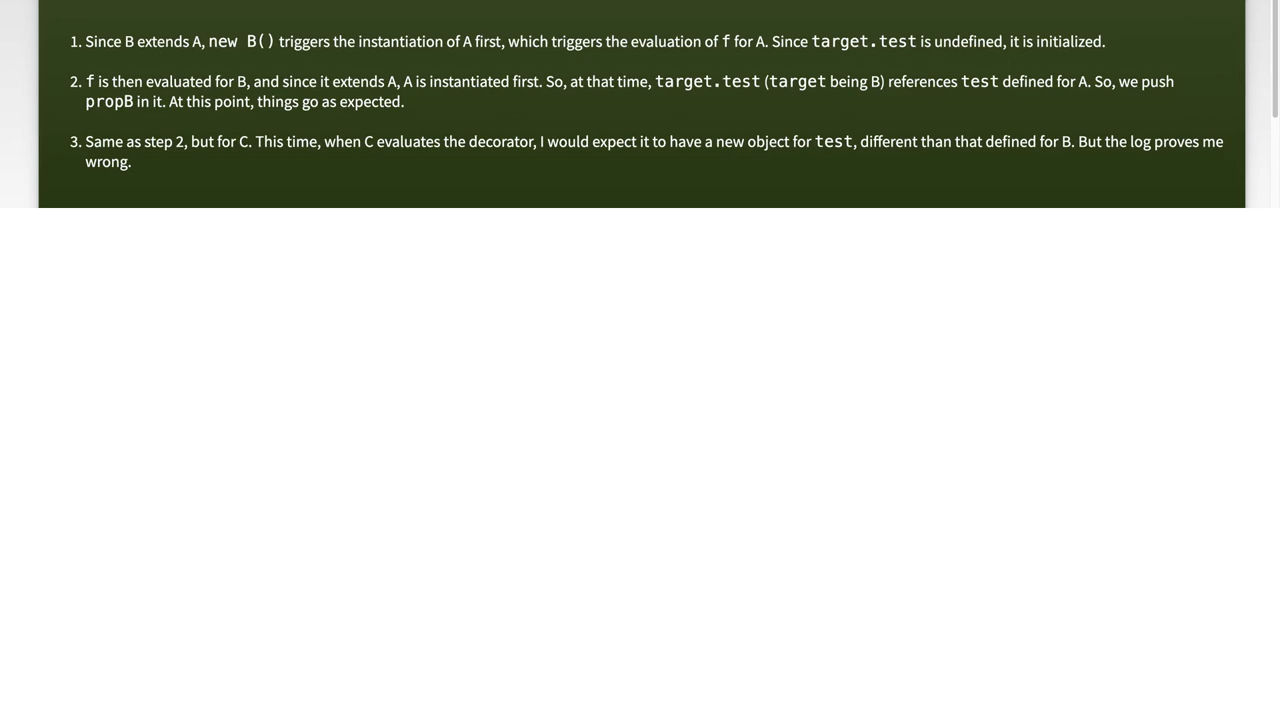 1. Since B extends A, new B() triggers the instantiation of A first, which triggers the evaluation of f for A. Since target.test is undefined, it is initialized.
2. f is then evaluated for B, and since it extends A, A is instantiated first. So, at that time, target.test (target being B) references test defined for A. So, we push
propB in it. At this point, things go as expected.
3. Same as step 2, but for C. This time, when C evaluates the decorator, I would expect it to have a new object for test, different than that defined for B. But the log proves me
wrong.